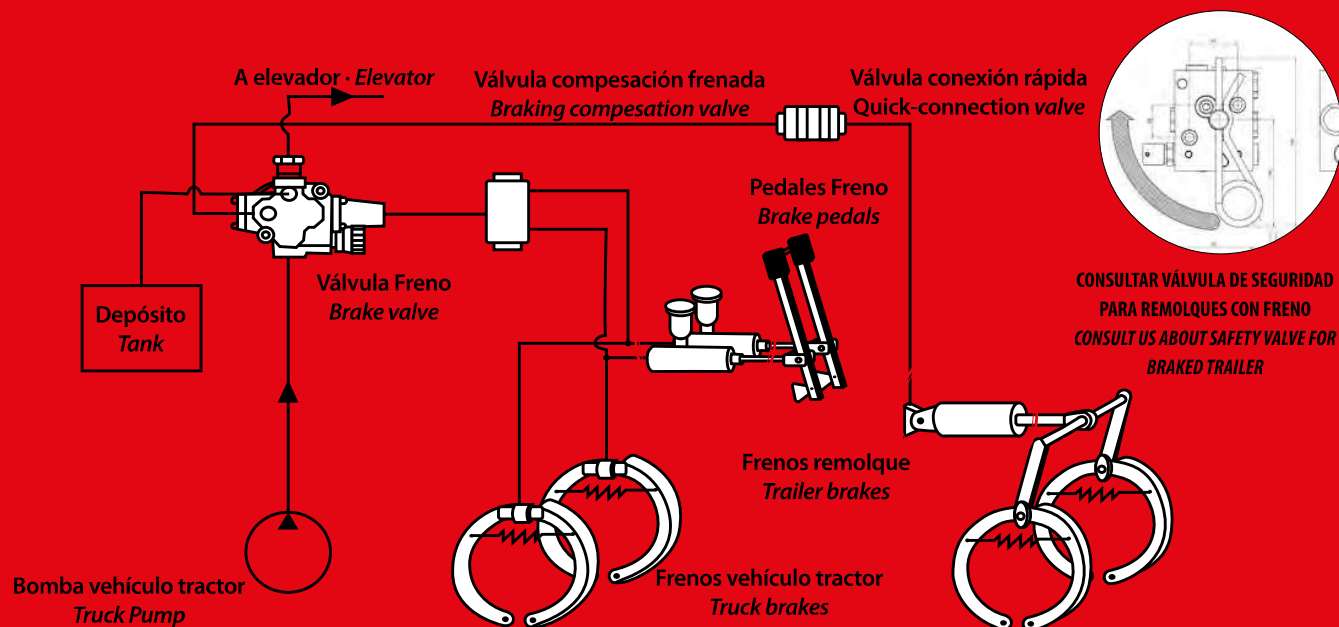 A elevador · Elevator
Válvula compesación frenada
Braking compesation valve
Válvula conexión rápida
Quick-connection valve
Pedales Freno
Brake pedals
Válvula Freno
Brake valve
Depósito
Tank
CONSULTAR VÁLVULA DE SEGURIDAD
PARA REMOLQUES CON FRENO
CONSULT US ABOUT SAFETY VALVE FOR
BRAKED TRAILER
Frenos remolque
Trailer brakes
Bomba vehículo tractor
Truck Pump
Frenos vehículo tractor
Truck brakes